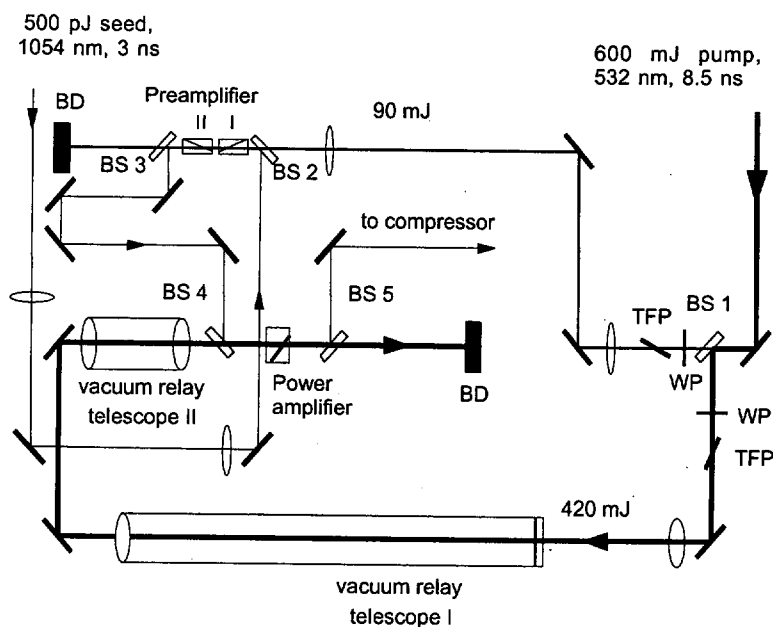 500 pJ seed,
1054 nm, 3 ns
600 mJ pump,
532 nm, 8.5 ns
BD
Preamplifier
II I
90 mJ
BS 3
BS 2
to compressor
BS 4
BS 5
BS 1
TFP
WP
vacuum relay
telescope II
Power
amplifier
BD
WP
TFP
420 mJ
vacuum relay
telescope I